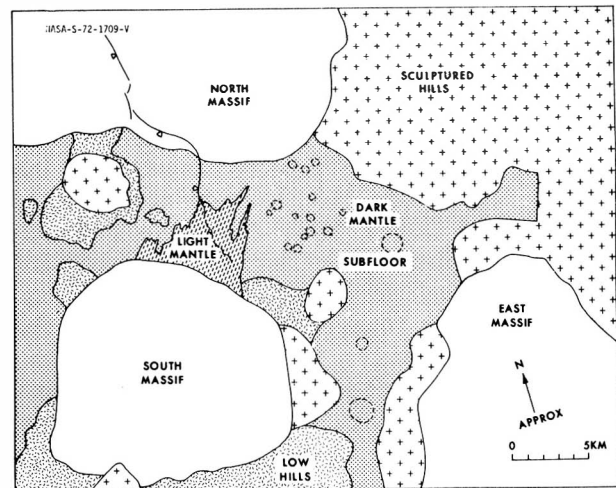 NASA-S-72-1709-V
NORTH
MASSIF
SCULPTURED
HILLS
DARK
MANTLE
LIGHT
MANTLE
SUBFLOOR
EAST
MASSIF
SOUTH
MASSIF
N
APPROX
LOW
HILLS
0 5KM